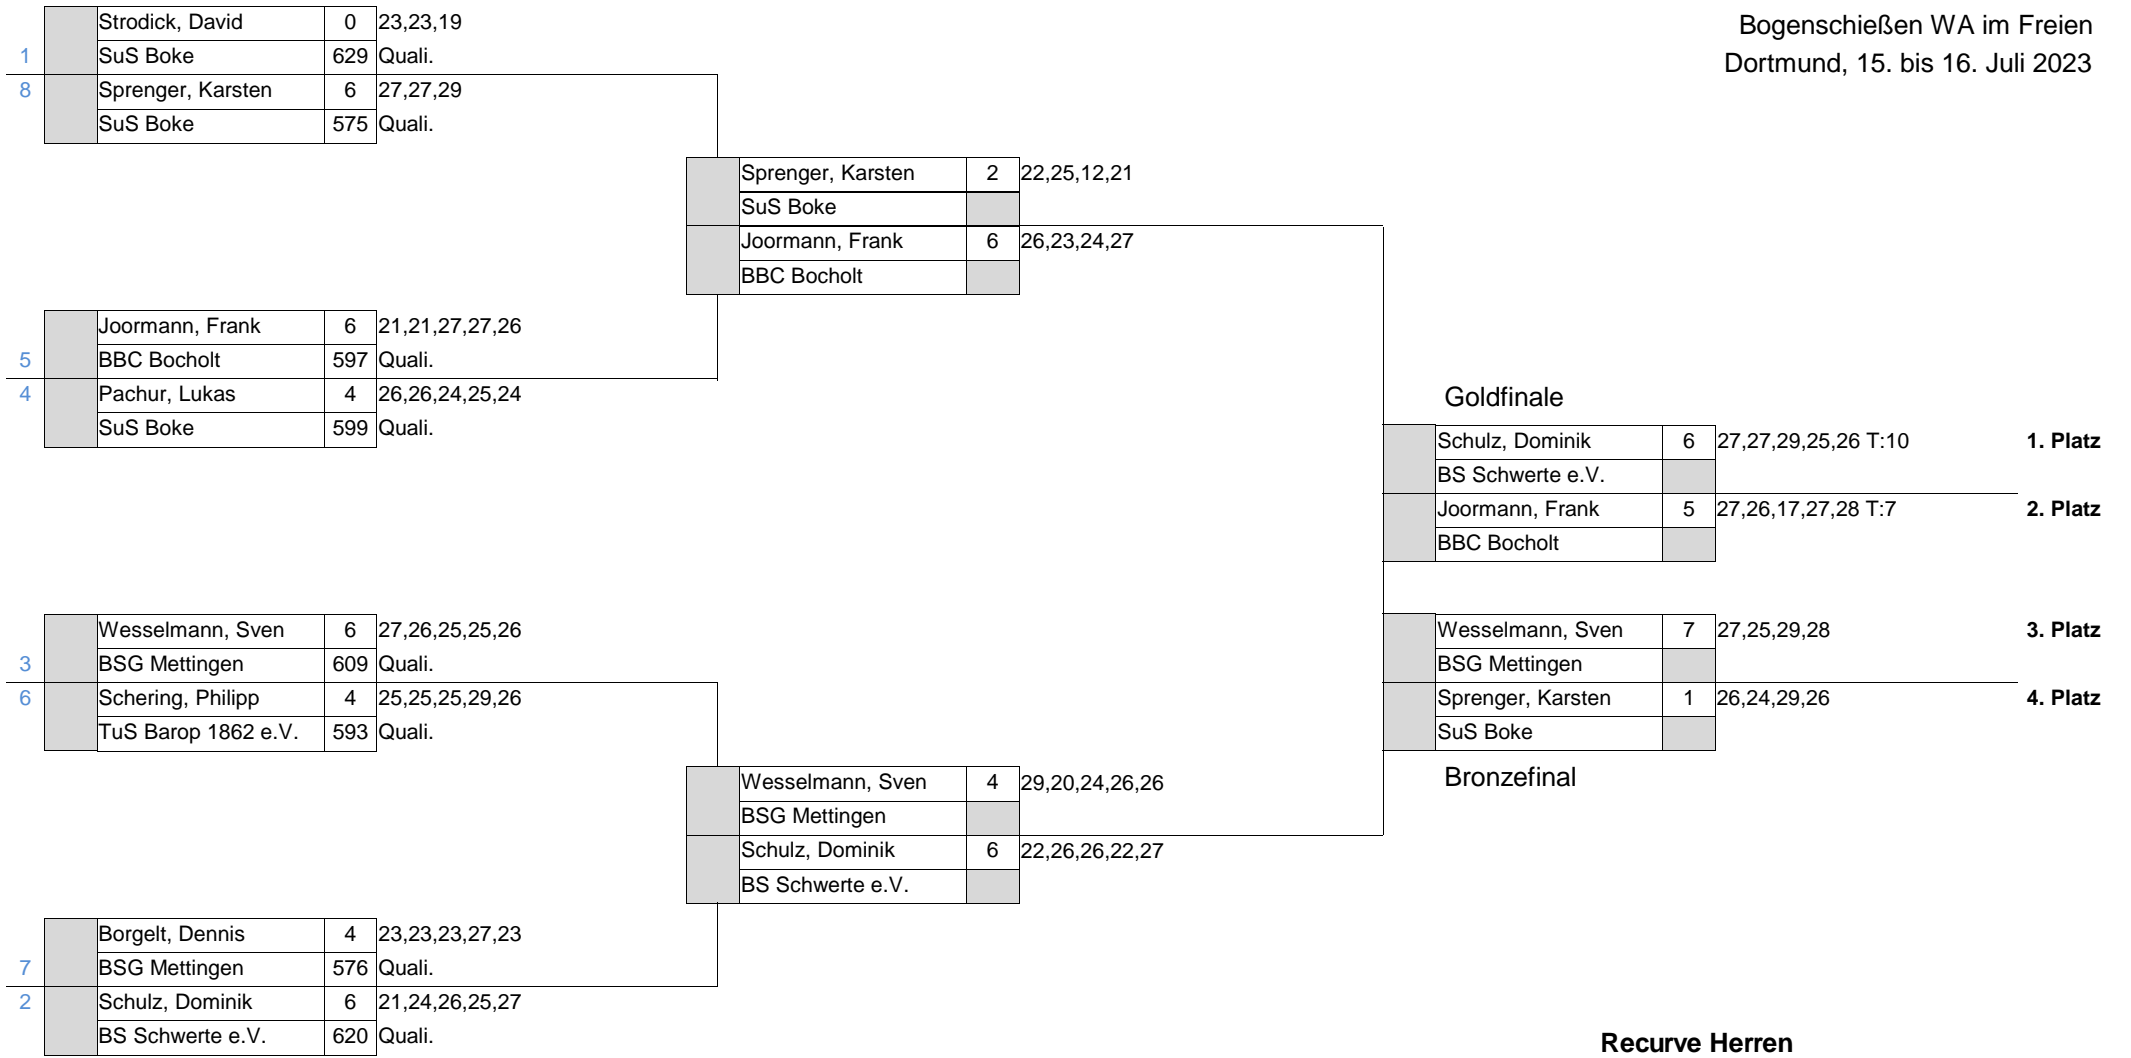 Bogenschießen WA im Freien
Dortmund, 15. bis 16. Juli 2023
Strodick, David 0 23,23,19
1 SuS Boke 629 Quali.
8 Sprenger, Karsten 6 27,27,29
SuS Boke 575 Quali.
Sprenger, Karsten 2 22,25,12,21
SuS Boke
Joormann, Frank 6 26,23,24,27
BBC Bocholt
Joormann, Frank 6 21,21,27,27,26
5 BBC Bocholt 597 Quali.
4 Pachur, Lukas 4 26,26,24,25,24
SuS Boke 599 Quali.
Goldfinale
Schulz, Dominik 6 27,27,29,25,26 T:10 1. Platz
BS Schwerte e.V.
Joormann, Frank 5 27,26,17,27,28 T:7 2. Platz
BBC Bocholt
Wesselmann, Sven 6 27,26,25,25,26
3 BSG Mettingen 609 Quali.
6 Schering, Philipp 4 25,25,25,29,26
TuS Barop 1862 e.V. 593 Quali.
Wesselmann, Sven 7 27,25,29,28 3. Platz
BSG Mettingen
Sprenger, Karsten 1 26,24,29,26 4. Platz
SuS Boke
Bronzefinal
Wesselmann, Sven 4 29,20,24,26,26
BSG Mettingen
Schulz, Dominik 6 22,26,26,22,27
BS Schwerte e.V.
Borgelt, Dennis 4 23,23,23,27,23
7 BSG Mettingen 576 Quali.
2 Schulz, Dominik 6 21,24,26,25,27
BS Schwerte e.V. 620 Quali.
Recurve Herren